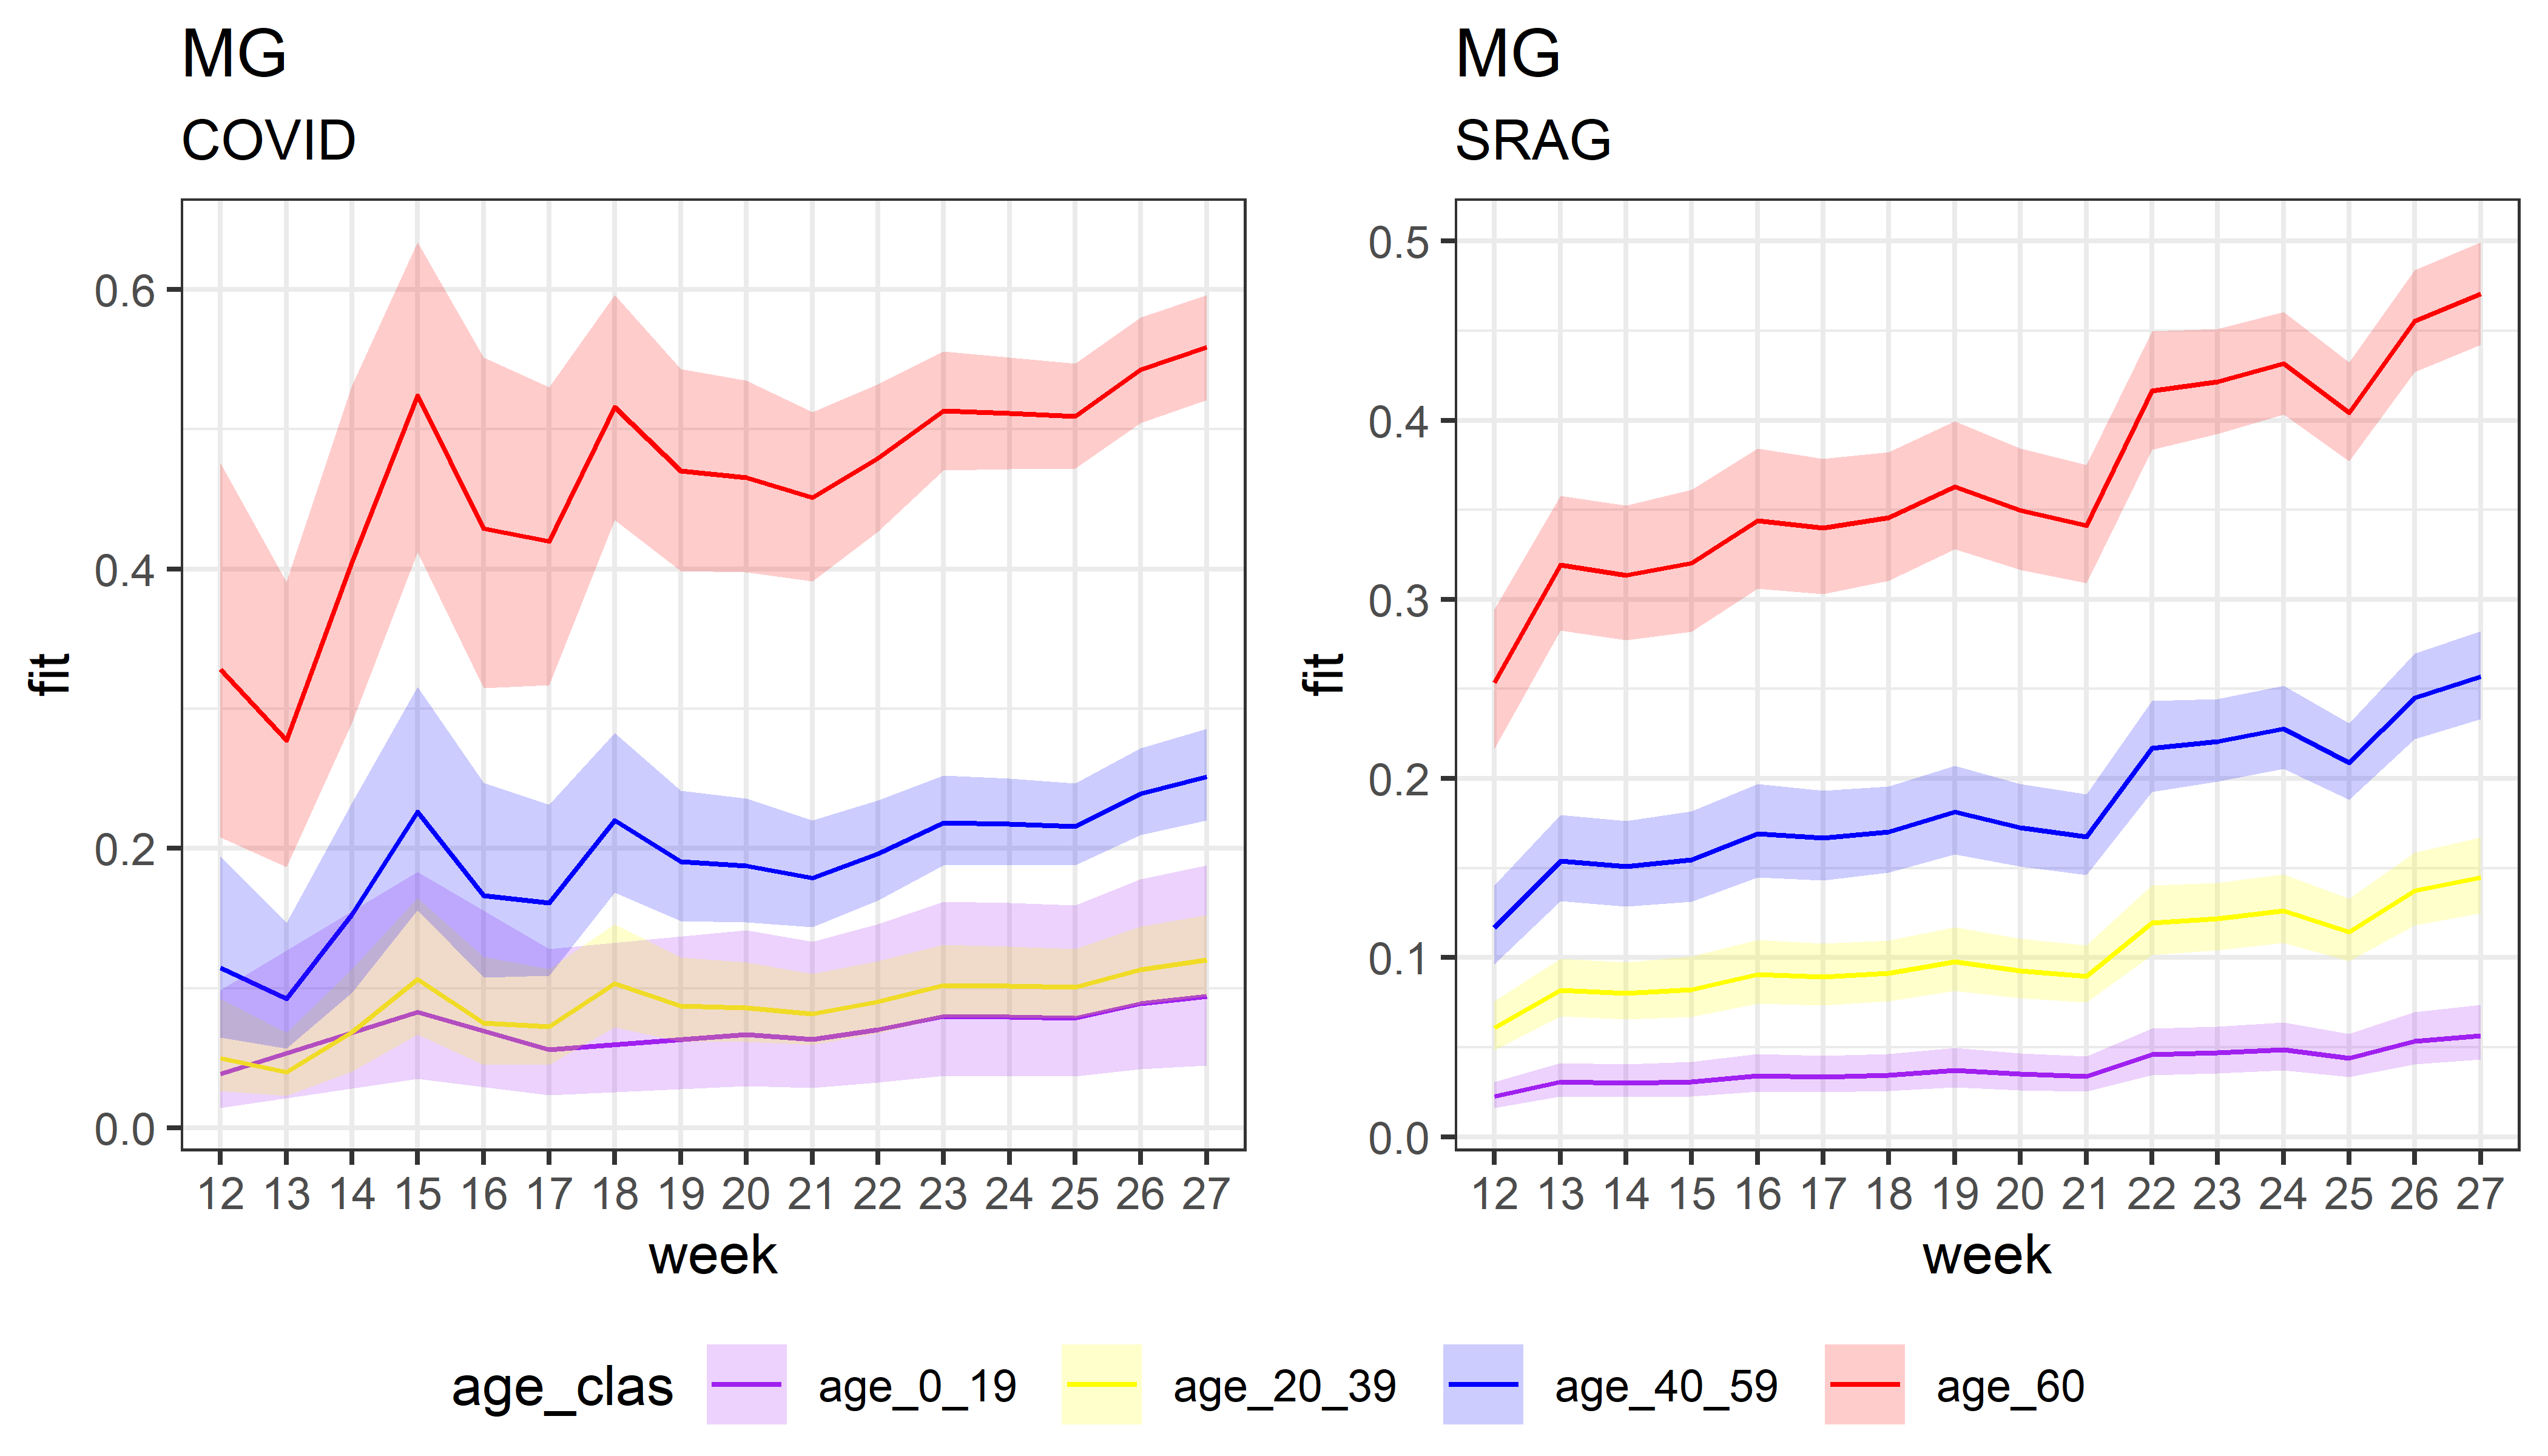 MG
COVID
fit
0.6
0.4
0.2
0.0
12 13 14 15 16 17 18 19 20 21 22 23 24 25 26 27
week
MG
SRAG
fit
0.5
0.4
0.3
0.2
0.1
0.0
12 13 14 15 16 17 18 19 20 21 22 23 24 25 26 27
week
age_clas age_0_19 age_20_39 age_40_59 age_60